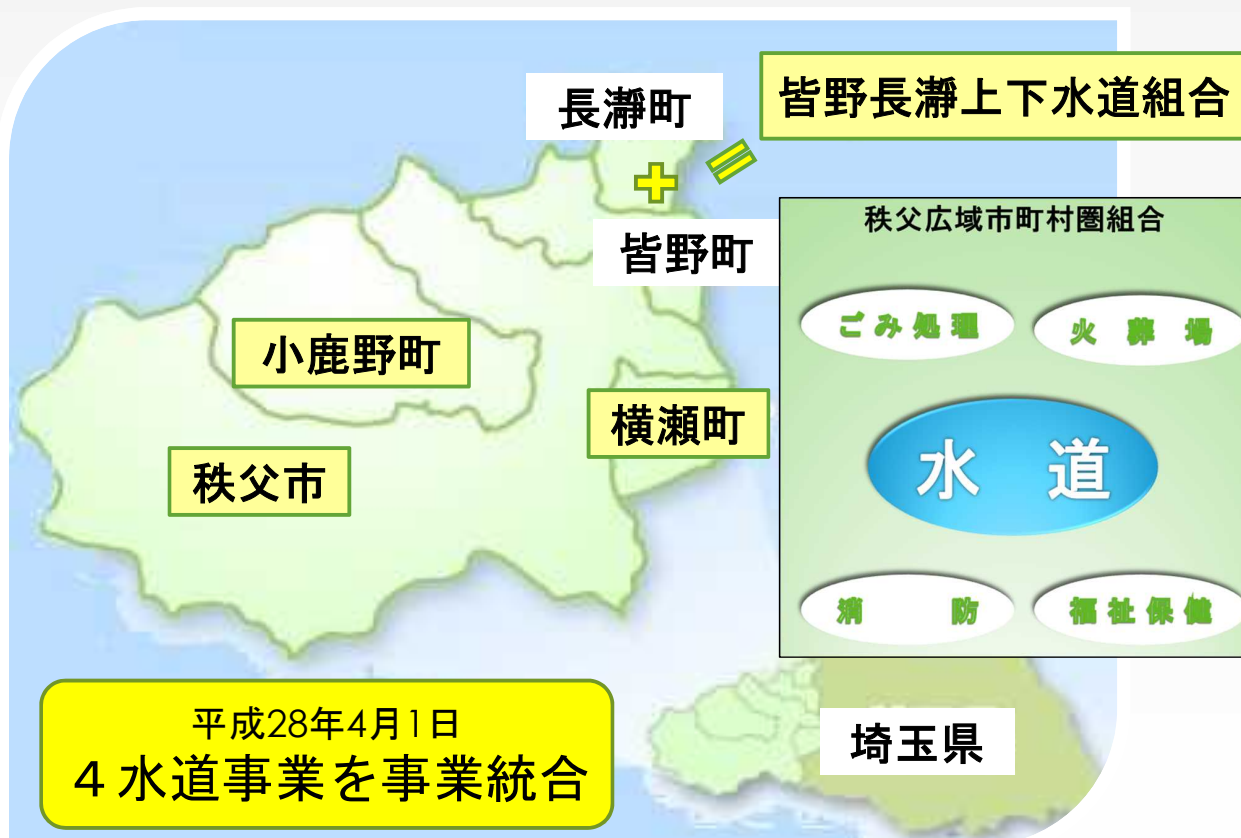 長瀞町
皆野長瀞上下水道組合
皆野町
小鹿野町
横瀬町
秩父市
秩父広域市町村圏組合
ごみ処理
火葬場
水 道
消 防
福祉保健
平成28年4月1日
４水道事業を事業統合
埼玉県